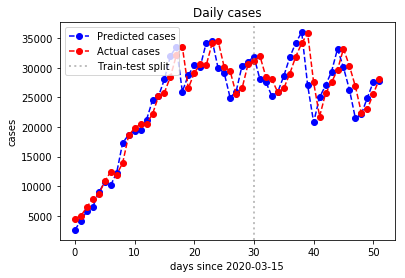 Daily cases
Predicted cases
Actual cases
Train-test split
cases
35000
30000
25000
20000
15000
10000
5000
0
10
20
30
40
50
days since 2020-03-15